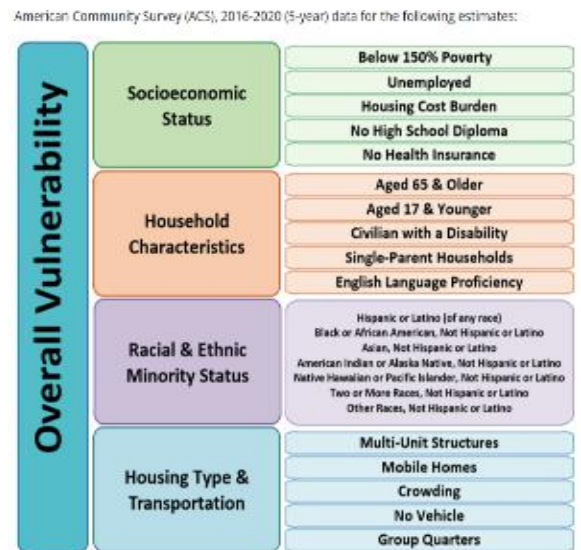 American Community Survey (ACS), 2016-2020 (5-year) data for the following estimates:
Overall Vulnerability
Socioeconomic
Status
Below 150% Poverty
Unemployed
Housing Cost Burden
No High School Diploma
No Health Insurance
Household
Characteristics
Aged 65 & Older
Aged 17 & Younger
Civilian with a Disability
Single-Parent Households
English Language Proficiency
Racial & Ethnic
Minority Status
Hispanic or Latino (of any race)
Black or African American, Not Hispanic or Latino
Asian, Not Hispanic or Latino
American Indian or Alaska Native, Not Hispanic or Latino
Native Hawaiian or Pacific Islander, Not Hispanic or Latino
Two or More Races, Not Hispanic or Latino
Other Races, Not Hispanic or Latino
Housing Type &
Transportation
Multi-Unit Structures
Mobile Homes
Crowding
No Vehicle
Group Quarters